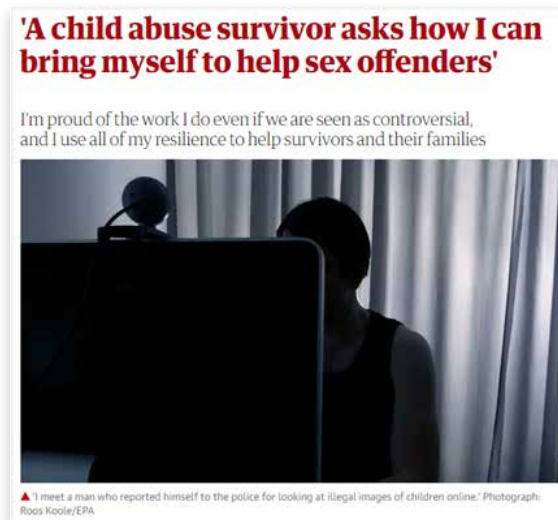 'A child abuse survivor asks how I can
bring myself to help sex offenders'
I'm proud of the work I do even if we are seen as controversial,
and I use all of my resilience to help survivors and their families
▲ 'I meet a man who reported himself to the police for looking at illegal images of children online.' Photograph:
Roos Koole/EPA